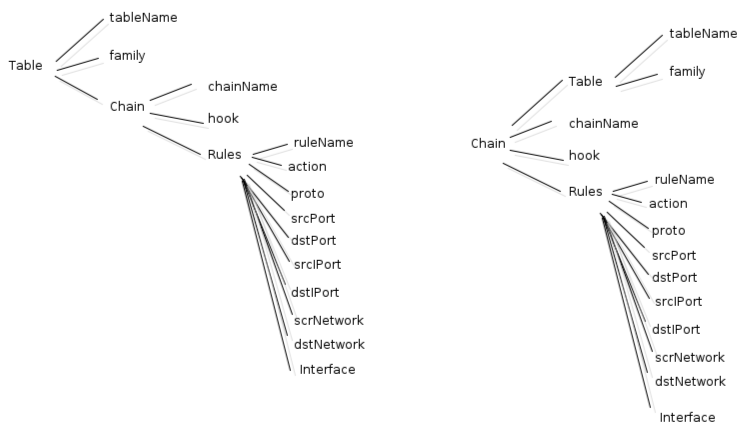 tableName
family
Table
Chain
chainName
hook
Rules
ruleName
action
proto
srcPort
dstPort
srcIPort
dstIPort
scrNetwork
dstNetwork
Interface
tableName
family
Table
Chain
chainName
hook
Rules
ruleName
action
proto
srcPort
dstPort
srcIPort
dstIPort
scrNetwork
dstNetwork
Interface